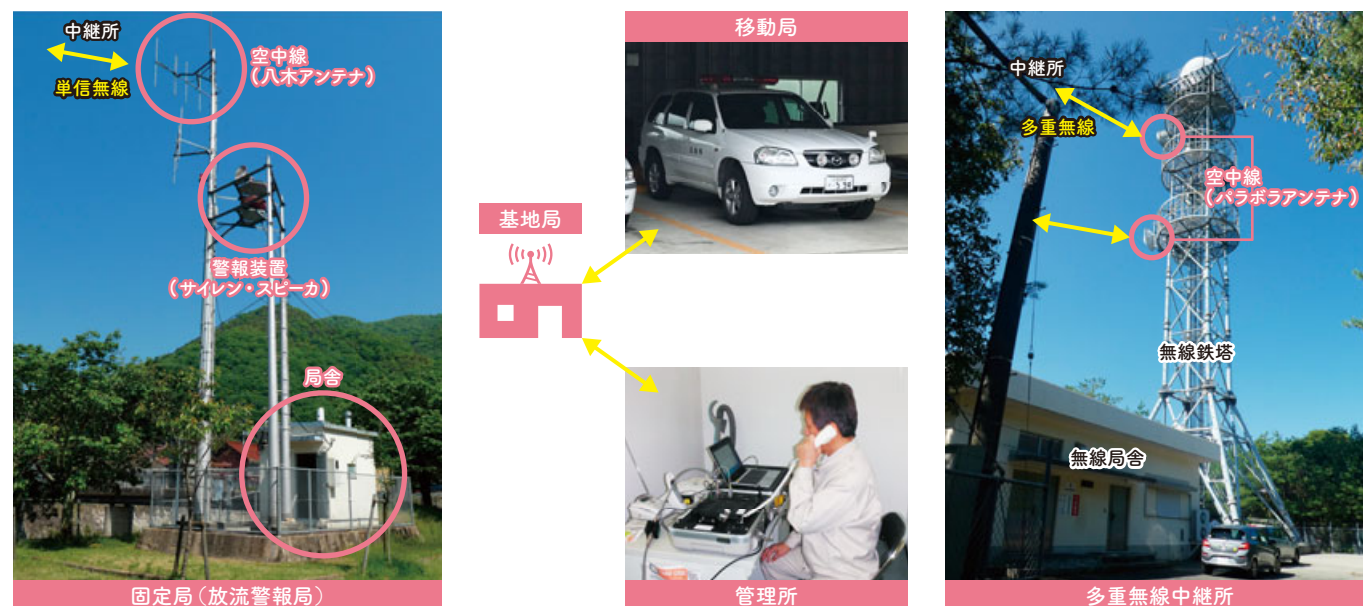 中継所
単信無線
空中線
(八木アンテナ)
警報装置
(サイレン・スピーカ)
局舎
固定局(放流警報局)
基地局
移動局
管理所
中継所
多重無線
空中線
(パラボラアンテナ)
無線鉄塔
無線局舎
多重無線中継所